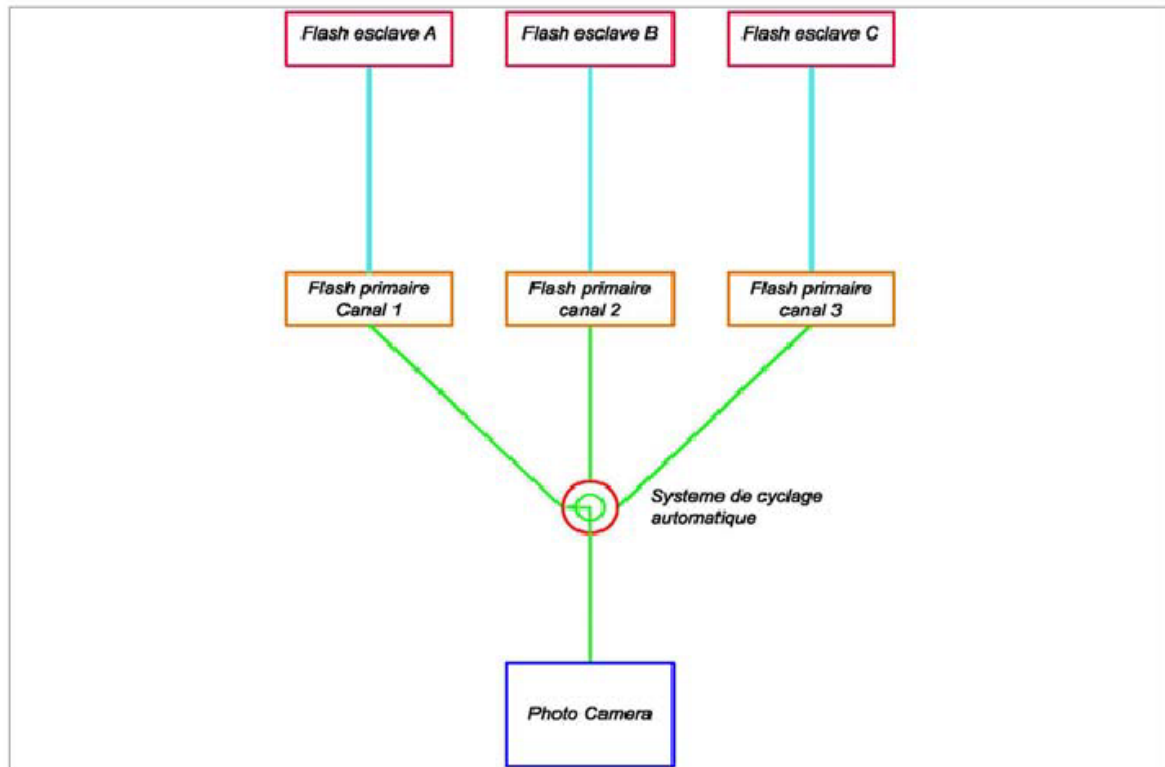 Flash esclave A
Flash esclave B
Flash esclave C
Flash primaire
Canal 1
Flash primaire
canal 2
Flash primaire
canal 3
Systeme de cyclage
automatique
Photo Camera